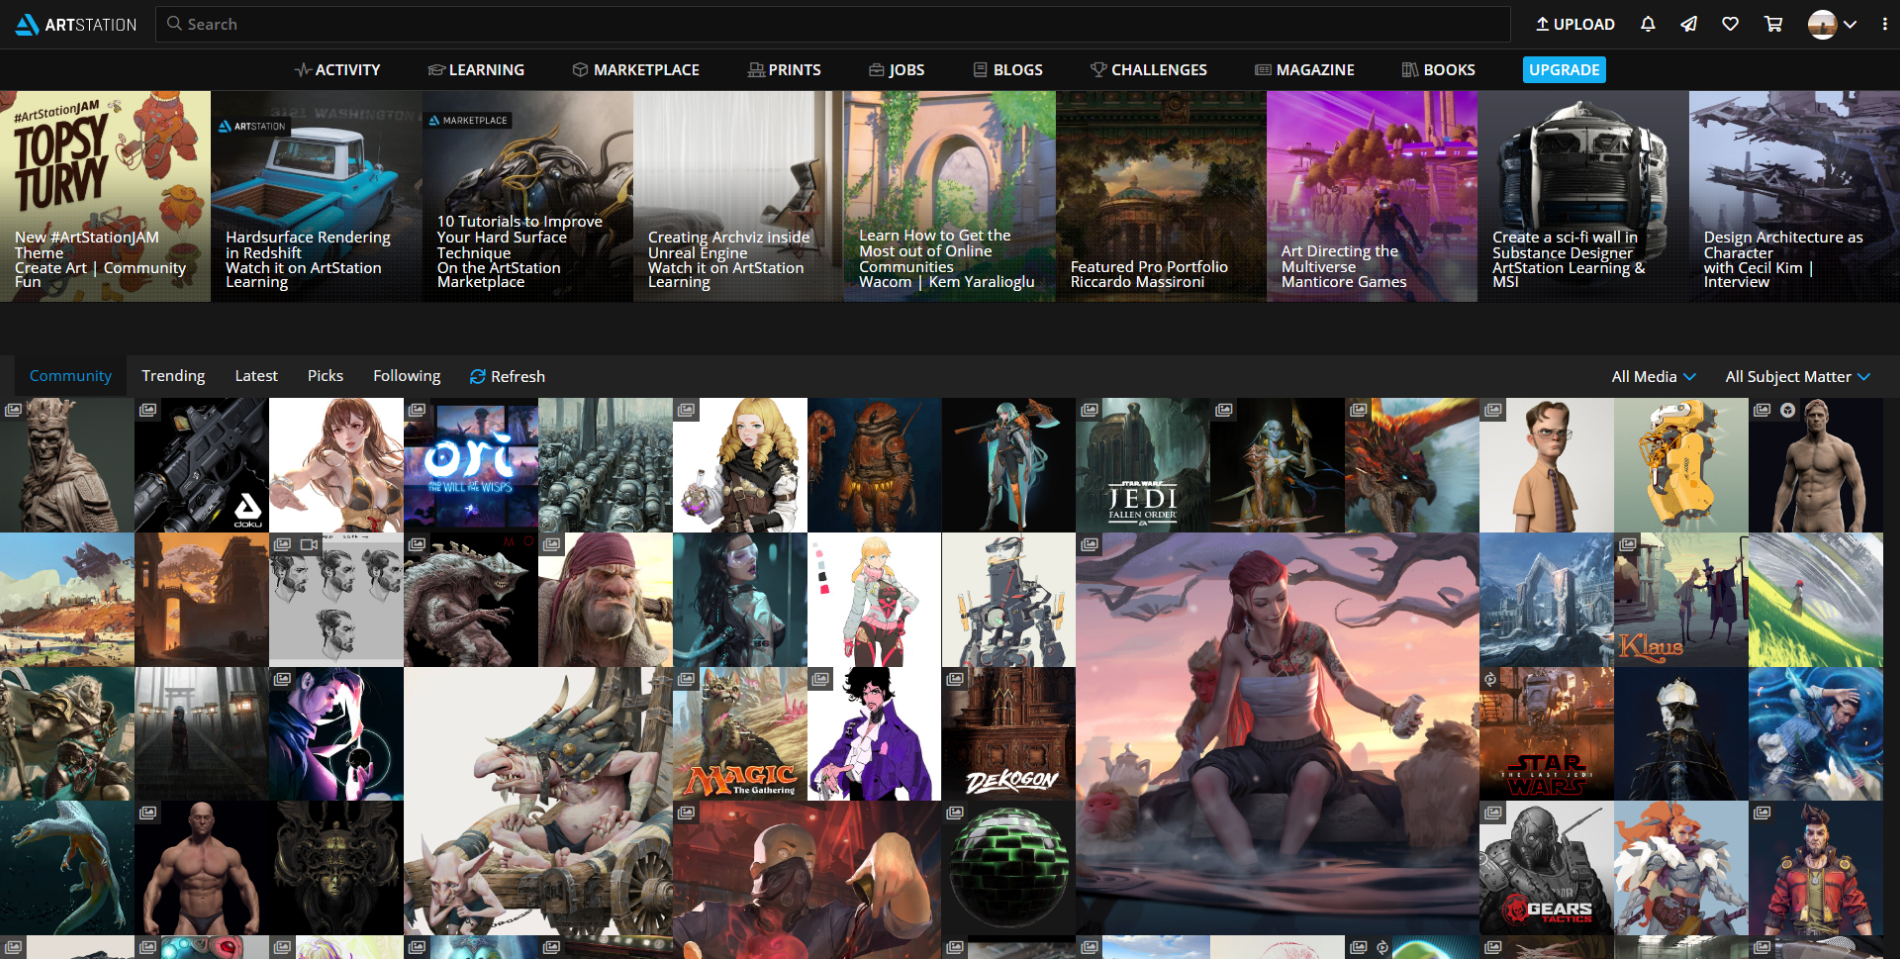 ARTSTATION
Search
UPLOAD
ACTIVITY
LEARNING
MARKETPLACE
PRINTS
JOBS
BLOGS
CHALLENGES
MAGAZINE
BOOKS
UPGRADE
#ArtStationJAM
TOPSY
TURVY
New #ArtStationJAM
Theme
Create Art | Community
Fun
3121 WASHINGTON
ARTSTATION
Hardsurface Rendering
in Redshift
Watch it on ArtStation
Learning
MARKETPLACE
10 Tutorials to Improve
Your Hard Surface
Technique
On the ArtStation
Marketplace
Creating Archviz inside
Unreal Engine
Watch it on ArtStation
Learning
Learn How to Get the
Most out of Online
Communities
Wacom | Kem Yaralioglu
Featured Pro Portfolio
Riccardo Massironi
Art Directing the
Multiverse
Manticore Games
Create a sci-fi wall in
Substance Designer
ArtStation Learning &
MSI
Design Architecture as
Character
with Cecil Kim |
Interview
Community
Trending
Latest
Picks
Following
Refresh
All Media
All Subject Matter
doku
ori
AND THE WILL OF THE WISPS
STAR WARS
JEDI
FALLEN ORDER
EA
Klaus
MAGIC
The Gathering
DEKOGON
STAR
THE LAST JEDI
WARS
GEARS
TACTICS